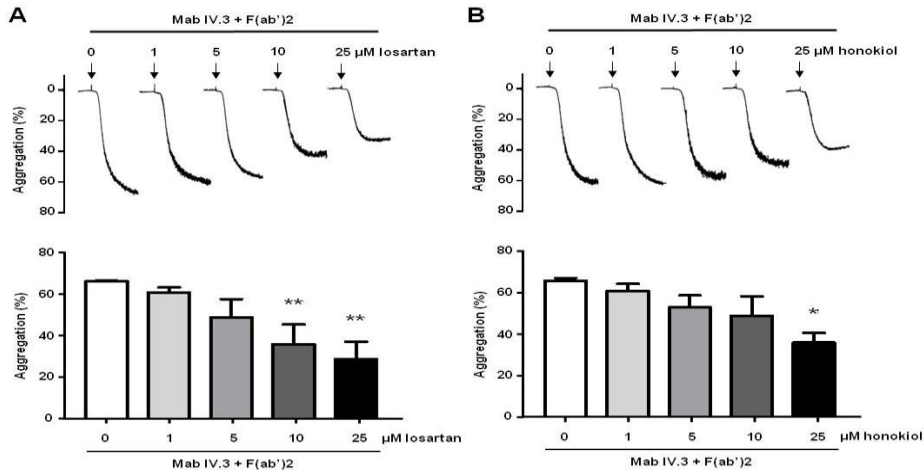 A
Mab IV.3 + F(ab')2
0 1 5 10 25 µM losartan
Aggregation (%)
0
20
40
60
80
Aggregation (%)
80
60
40
20
0
** **
0 1 5 10 25 µM losartan
Mab IV.3 + F(ab')2
B
Mab IV.3 + F(ab')2
0 1 5 10 25 µM honokiol
Aggregation (%)
0
20
40
60
80
Aggregation (%)
80
60
40
20
0
*
0 1 5 10 25 µM honokiol
Mab IV.3 + F(ab')2